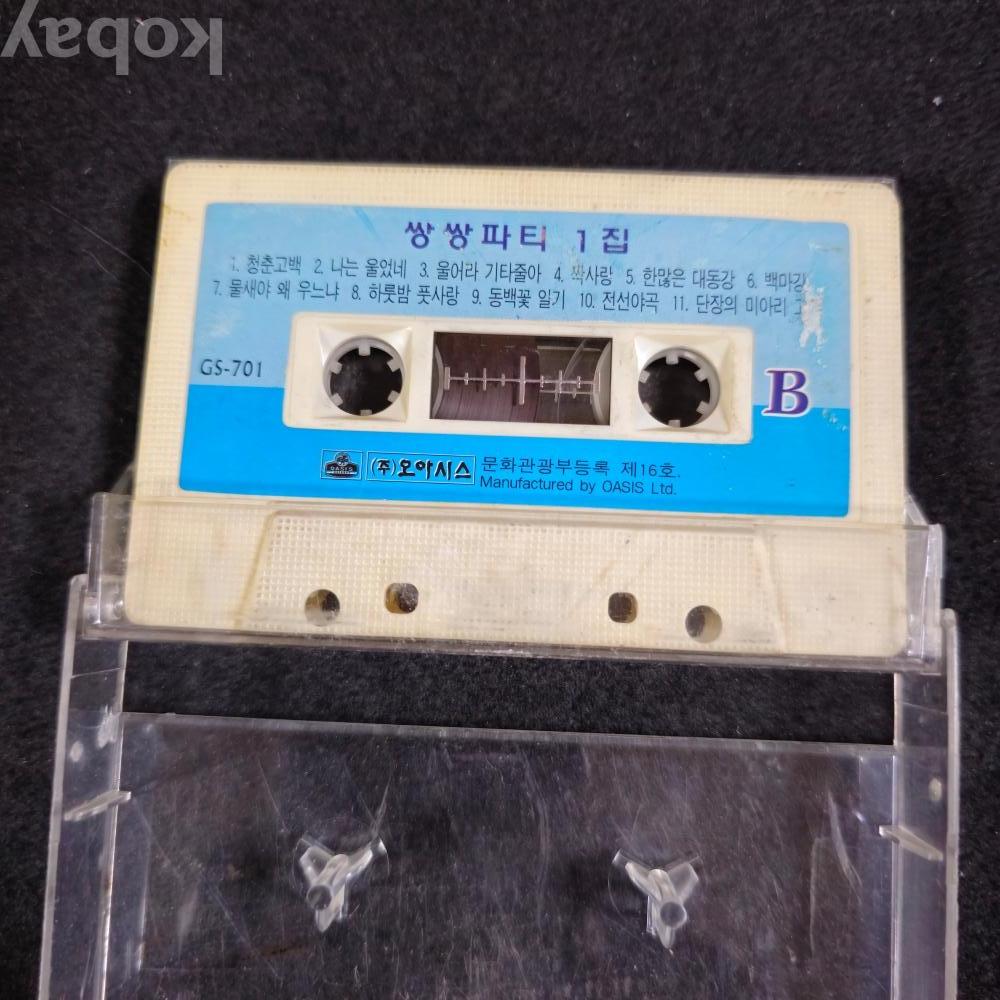 kobay
쌍쌍파티 1집
1. 청춘고백 2. 나는 울었네 3. 울어라 기타줄아 4. 짝사랑 5. 한많은 대동강 6. 백마강
7. 물새야 왜 우느냐 8. 하룻밤 풋사랑 9. 동백꽃 일기 10. 전선야곡 11. 단장의 미아리
GS-701
B
OASIS
(주)오아시스 문화관광부등록 제16호.
Manufactured by OASIS Ltd.